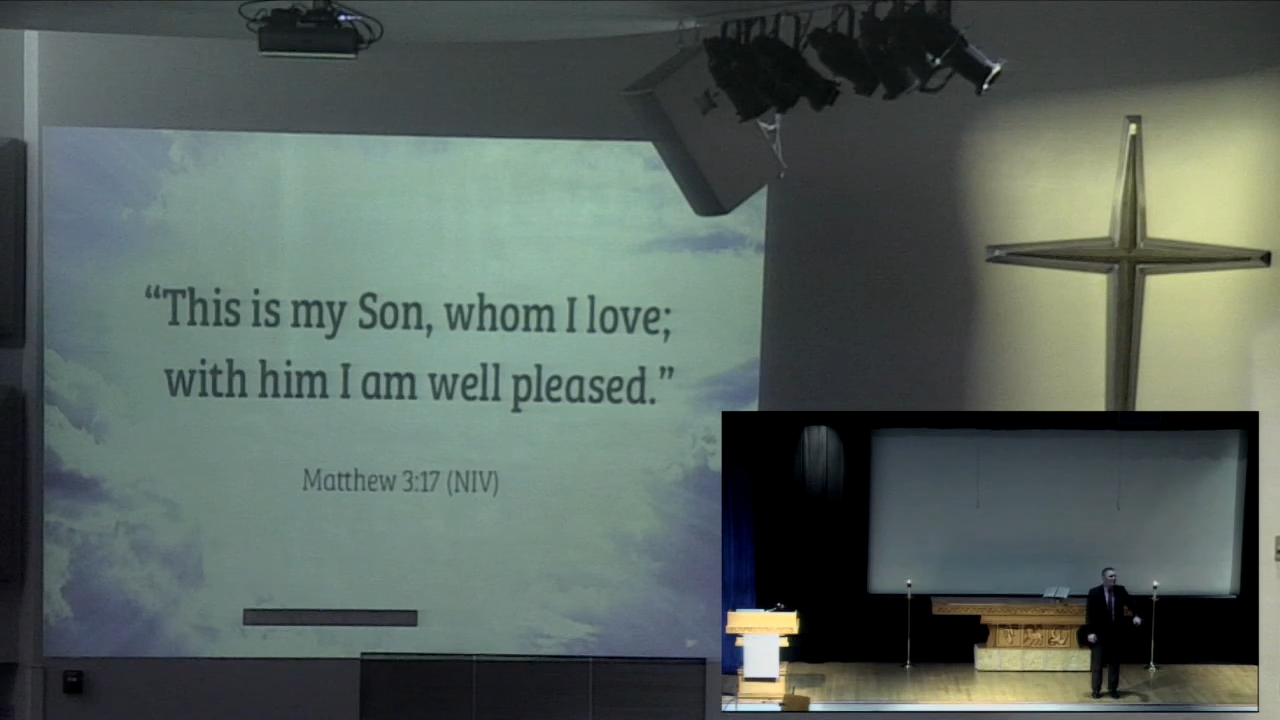 “This is my Son, whom I love;
with him I am well pleased.”
Matthew 3:17 (NIV)